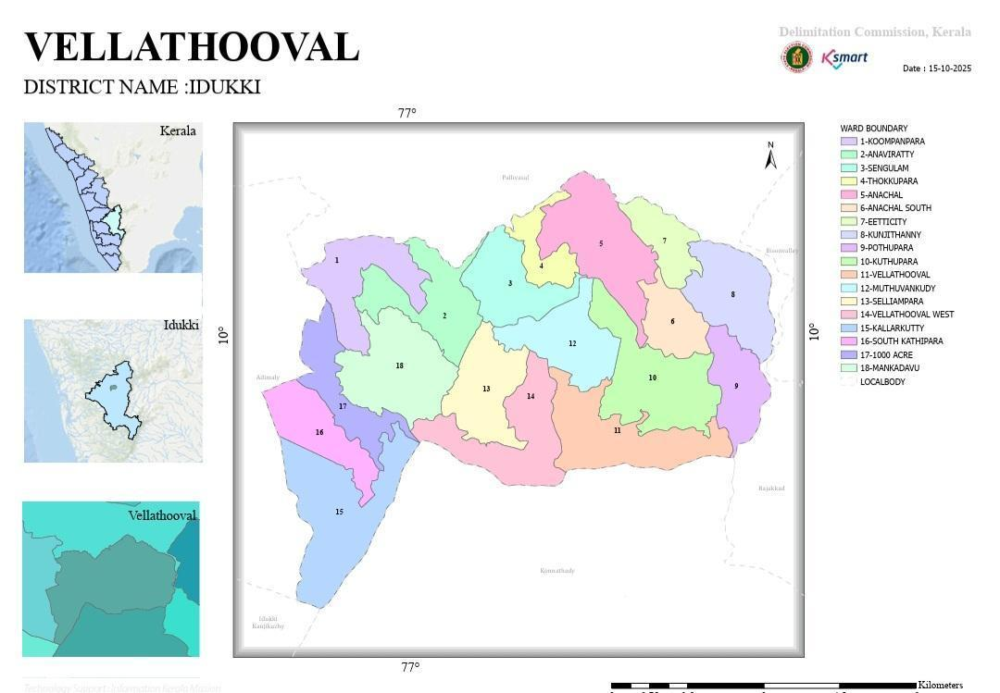 VELLATHOOVAL
DISTRICT NAME :IDUKKI
Delimitation Commission, Kerala
Ksmart
Date : 15-10-2025
Kerala
Idukki
Vellathooval
77°
N
10°
10°
77°
Pallivasal
Bisonvalley
Adimaly
Rajakkad
Konnathady
Idukki
Kanjikuzhy
1
2
3
4
5
6
7
8
9
10
11
12
13
14
15
16
17
18
WARD BOUNDARY
1-KOOMPANPARA
2-ANAVIRATTY
3-SENGULAM
4-THOKKUPARA
5-ANACHAL
6-ANACHAL SOUTH
7-EETTICITY
8-KUNJITHANNY
9-POTHUPARA
10-KUTHUPARA
11-VELLATHOOVAL
12-MUTHUVANKUDY
13-SELLIAMPARA
14-VELLATHOOVAL WEST
15-KALLARKUTTY
16-SOUTH KATHIPARA
17-1000 ACRE
18-MANKADAVU
LOCALBODY
Kilometers
Technology Support: Information Kerala Mission